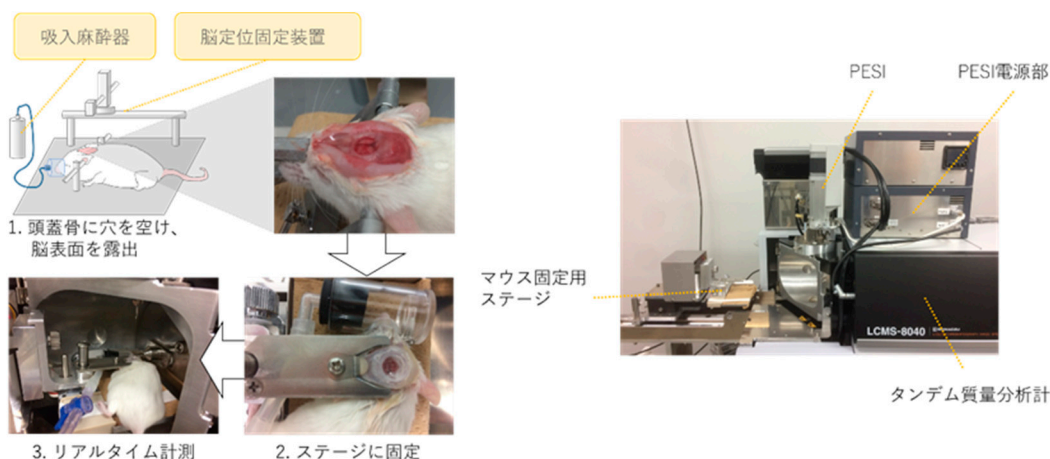 吸入麻酔器
脳定位固定装置
1. 頭蓋骨に穴を空け、
脳表面を露出
3. リアルタイム計測
2. ステージに固定
PESI
PESI電源部
マウス固定用
ステージ
LCMS-8040
SHIMADZU
タンデム質量分析計